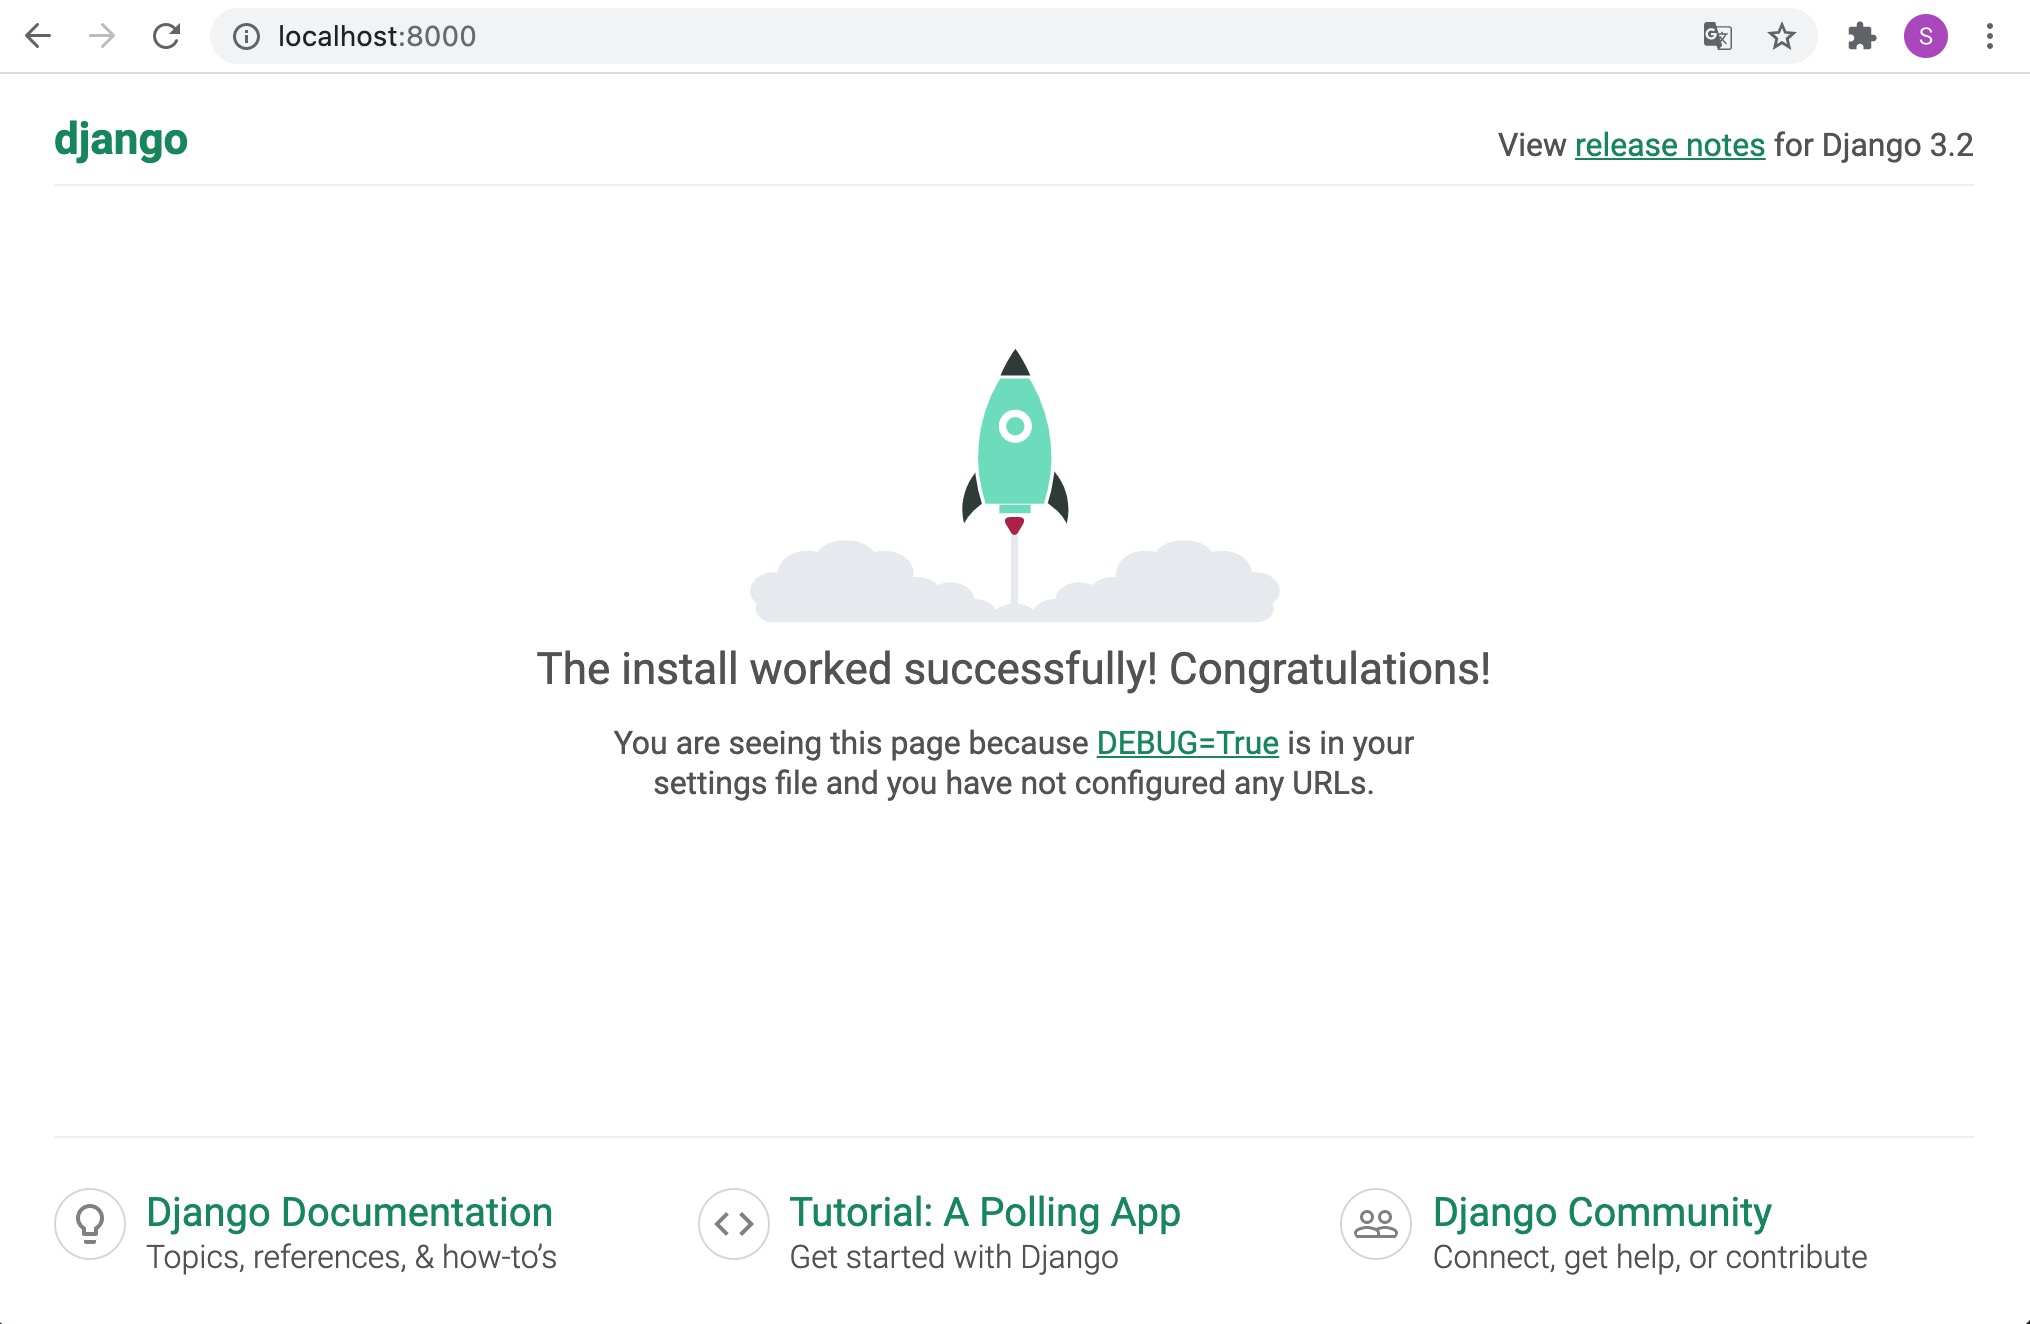 localhost:8000
S
django
View release notes for Django 3.2
The install worked successfully! Congratulations!
You are seeing this page because DEBUG=True is in your
settings file and you have not configured any URLs.
Django Documentation
Topics, references, & how-to’s
Tutorial: A Polling App
Get started with Django
Django Community
Connect, get help, or contribute